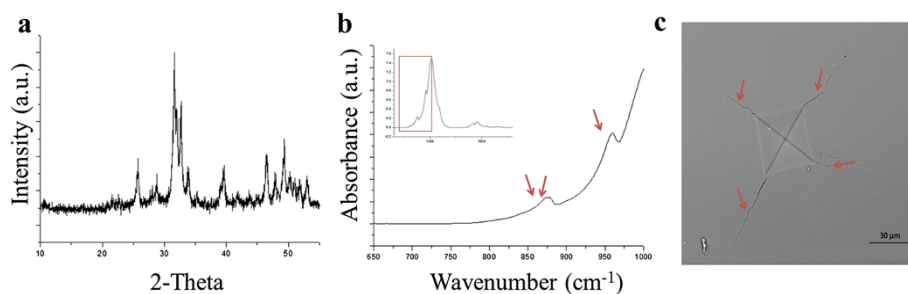 a
Intensity (a.u.)
10 20 30 40 50
2-Theta
b
Absorbance (a.u.)
650 700 750 800 850 900 950 1000
Wavenumber (cm⁻¹)
c
30 µm